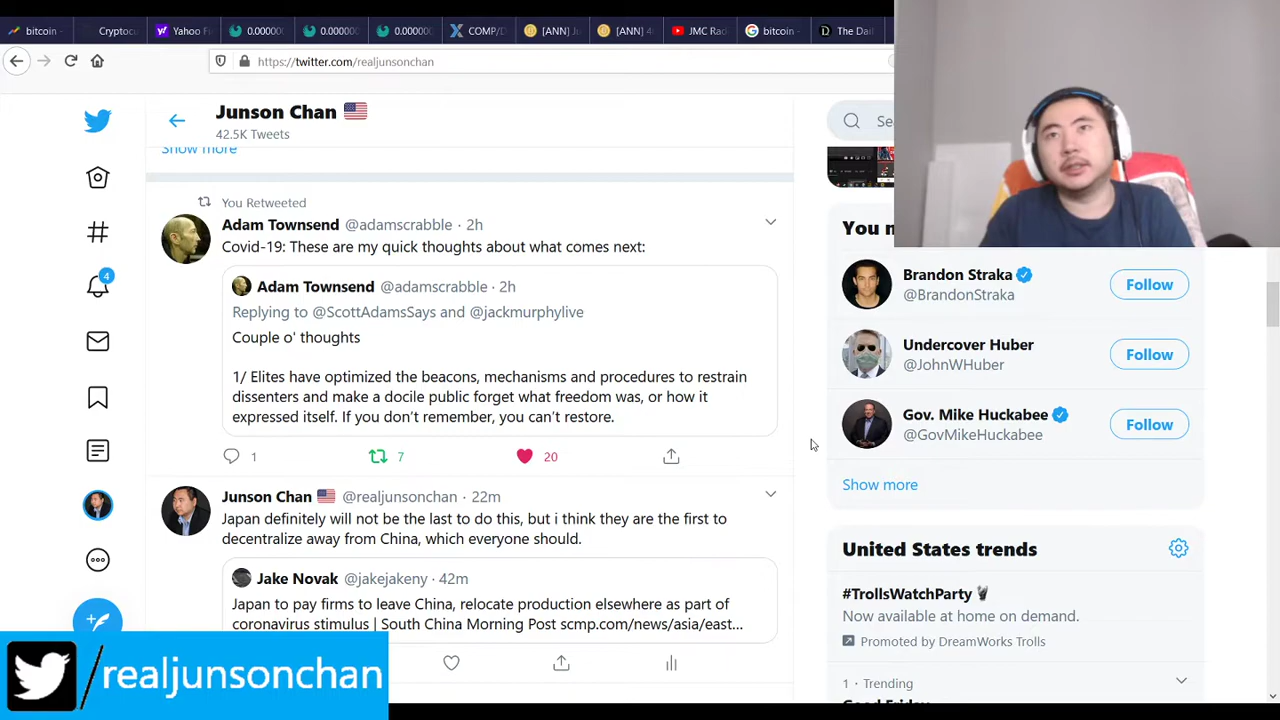 bitcoin
Cryptocu
Yahoo F
0.00000
0.00000
0.00000
COMP/D
[ANN] Ju
[ANN] 4
JMC Rad
bitcoin
The Dail
https://twitter.com/realjunsonchan
Junson Chan
42.5K Tweets
Show more
You Retweeted
Adam Townsend @adamscrabble · 2h
Covid-19: These are my quick thoughts about what comes next:
Adam Townsend @adamscrabble · 2h
Replying to @ScottAdamsSays and @jackmurphylive
Couple o' thoughts
1/ Elites have optimized the beacons, mechanisms and procedures to restrain
dissenters and make a docile public forget what freedom was, or how it
expressed itself. If you don't remember, you can't restore.
1
7
20
Junson Chan @realjunsonchan · 22m
Japan definitely will not be the last to do this, but i think they are the first to
decentralize away from China, which everyone should.
Jake Novak @jakejakeny · 42m
Japan to pay firms to leave China, relocate production elsewhere as part of
coronavirus stimulus | South China Morning Post scmp.com/news/asia/east...
4
Sea
You m
Brandon Straka
@BrandonStraka
Follow
Undercover Huber
@JohnWHuber
Follow
Gov. Mike Huckabee
@GovMikeHuckabee
Follow
Show more
United States trends
#TrollsWatchParty
Now available at home on demand.
Promoted by DreamWorks Trolls
1 · Trending
Good Friday
/realjunsonchan